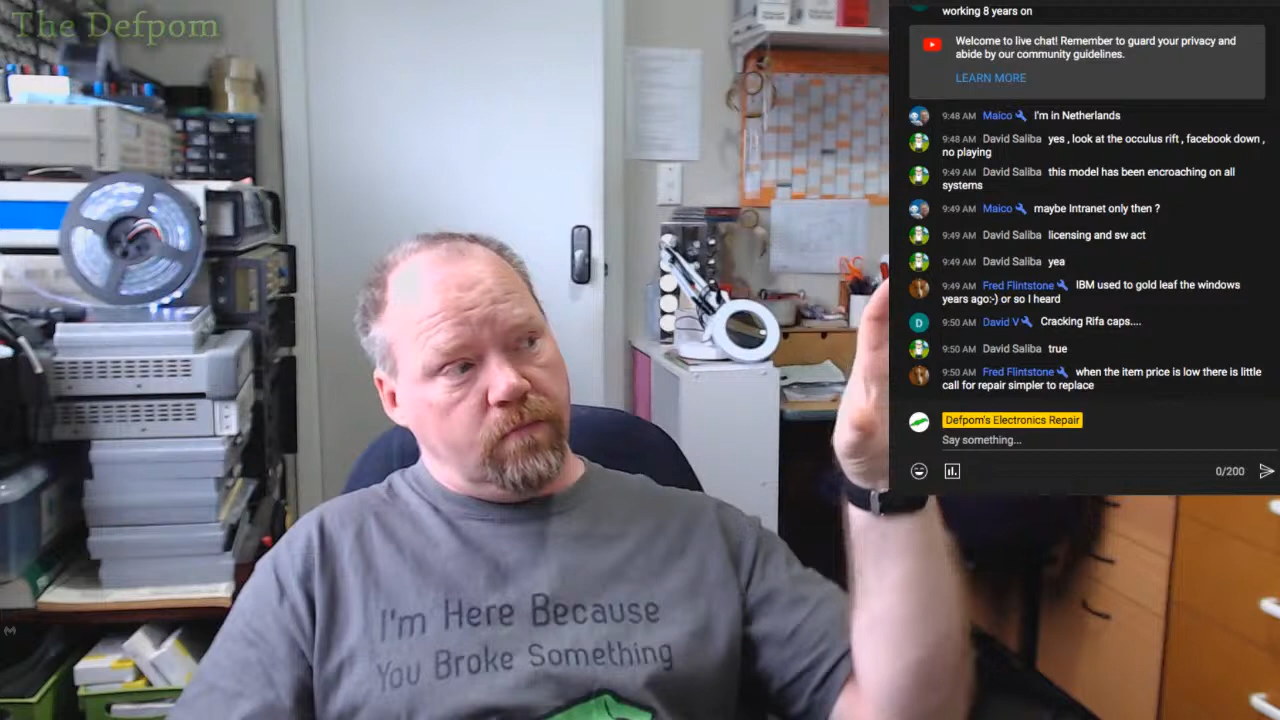 The Defpom
working 8 years on
Welcome to live chat! Remember to guard your privacy and
abide by our community guidelines.
LEARN MORE
9:48 AM Maico I'm in Netherlands
9:48 AM David Saliba yes , look at the occulus rift , facebook down ,
no playing
9:49 AM David Saliba this model has been encroaching on all
systems
9:49 AM Maico maybe Intranet only then ?
9:49 AM David Saliba licensing and sw act
9:49 AM David Saliba yea
9:49 AM Fred Flintstone IBM used to gold leaf the windows
years ago:-) or so I heard
D 9:50 AM David V Cracking Rifa caps....
9:50 AM David Saliba true
9:50 AM Fred Flintstone when the item price is low there is little
call for repair simpler to replace
Defpom's Electronics Repair
Say something...
0/200
I'm Here Because
You Broke Something